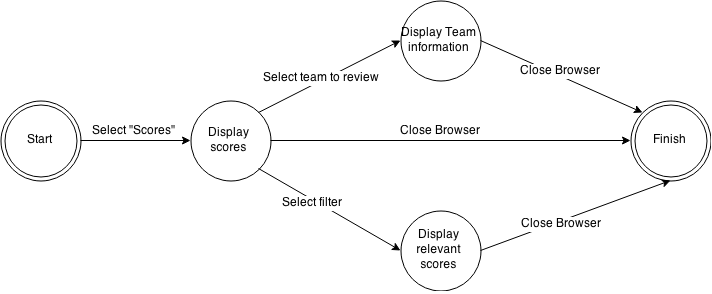 Display Team
information
Select team to review
Close Browser
Start
Select "Scores"
Display
scores
Close Browser
Finish
Select filter
Display
relevant
scores
Close Browser